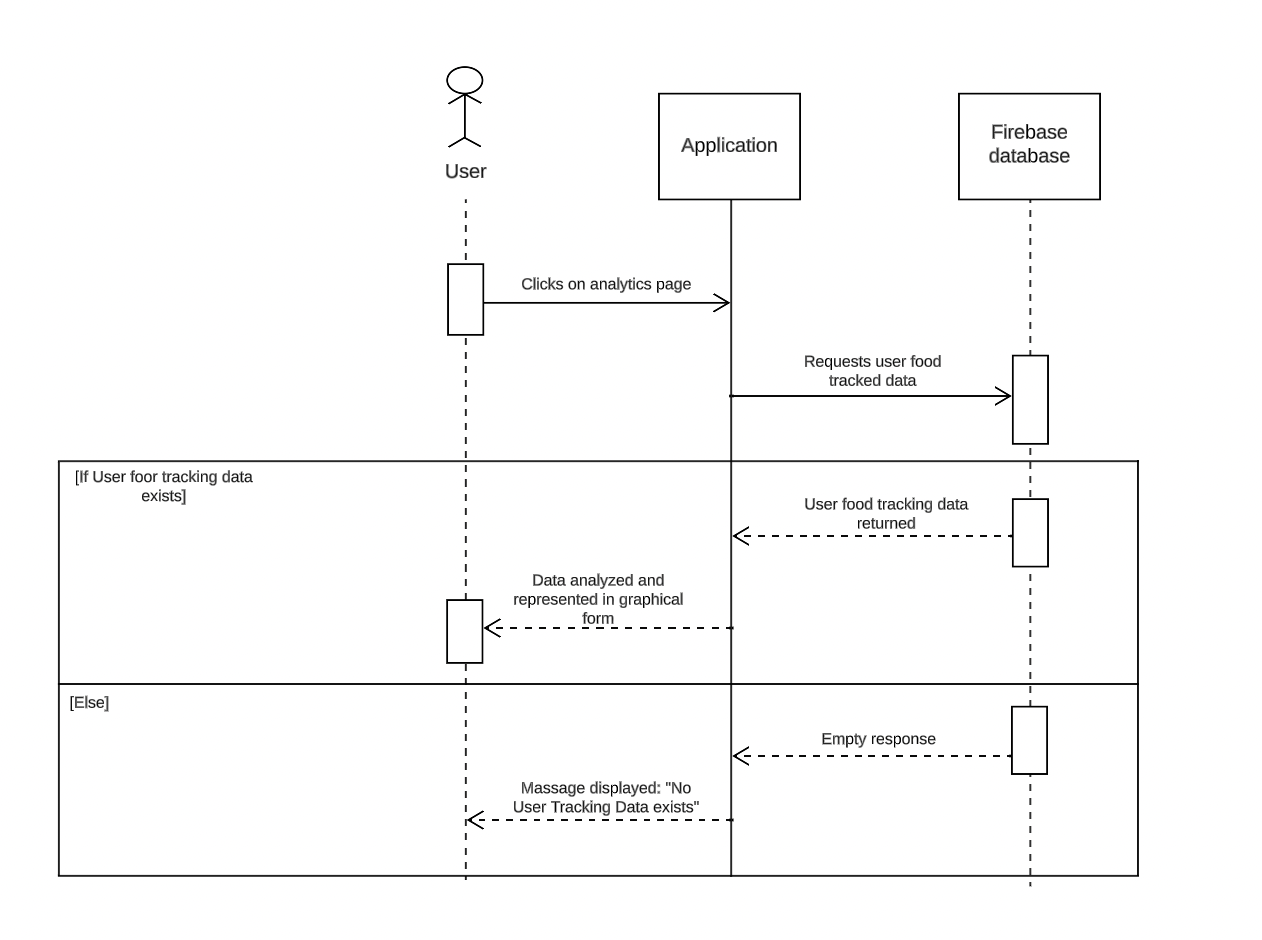 User
Application
Firebase
database
Clicks on analytics page
Requests user food
tracked data
[If User foor tracking data
exists]
User food tracking data
returned
Data analyzed and
represented in graphical
form
[Else]
Empty response
Massage displayed: "No
User Tracking Data exists"